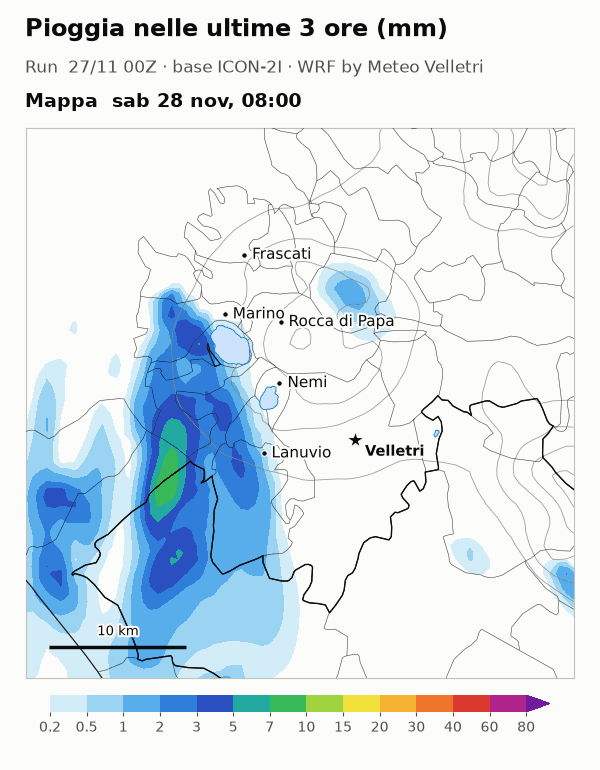 Pioggia nelle ultime 3 ore (mm)
Run 27/11 00Z · base ICON-2I · WRF by Meteo Velletri
Mappa sab 28 nov, 08:00
Frascati
Marino
Rocca di Papa
Nemi
Velletri
Lanuvio
10 km
0.2 0.5 1 2 3 5 7 10 15 20 30 40 60 80